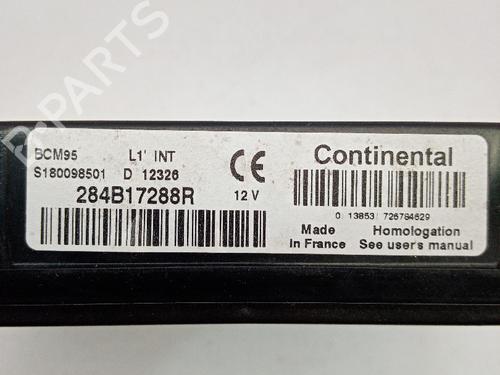 BCM95 L1' INT
S180098501 D 12326
284B17288R 12 V
CE
Continental
0 13853 726784629
Made in France
Homologation See user's manual
B-PARTS